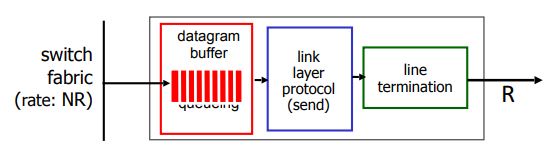 switch
fabric
(rate: NR)
datagram
buffer
queueing
link
layer
protocol
(send)
line
termination
R